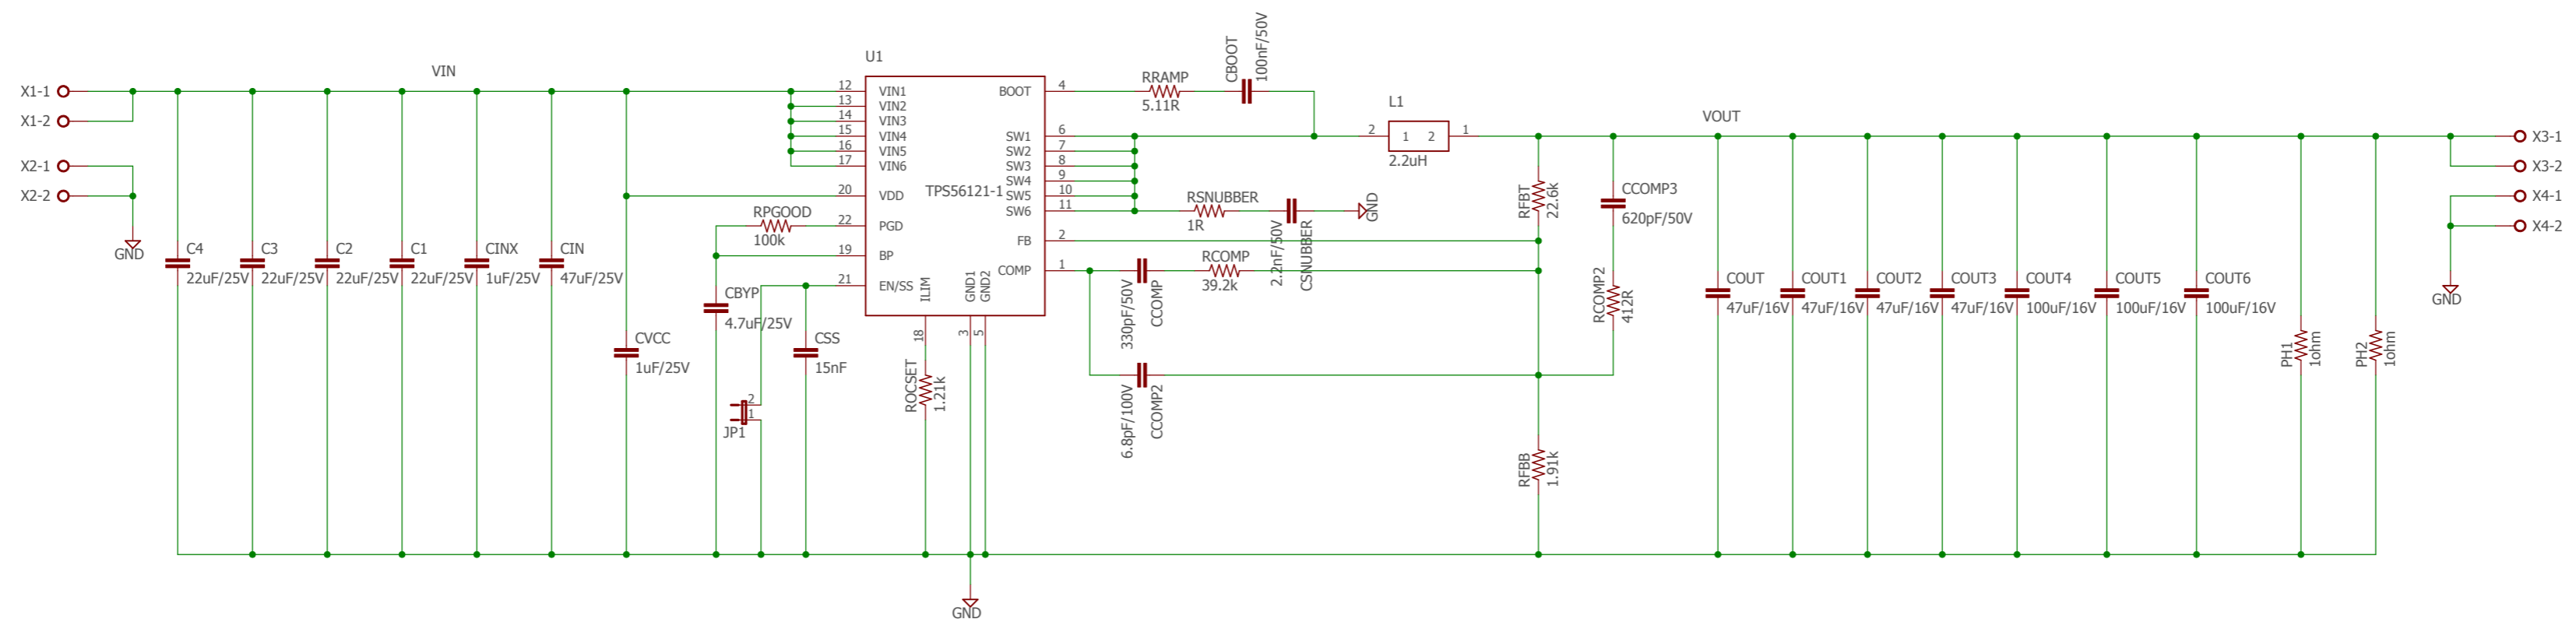 X1-1
X1-2
X2-1
X2-2
GND
VIN
C4
22uF/25V
C3
22uF/25V
C2
22uF/25V
C1
22uF/25V
CINX
1uF/25V
CIN
47uF/25V
CVCC
1uF/25V
RPGOOD
100k
CBYP
4.7uF/25V
2
1
JP1
CSS
15nF
U1
12 VIN1
13 VIN2
14 VIN3
15 VIN4
16 VIN5
17 VIN6
20 VDD
22 PGD
19 BP
21 EN/SS
TPS56121-1
BOOT 4
SW1 6
SW2 7
SW3 8
SW4 9
SW5 10
SW6 11
FB 2
COMP 1
ILIM
GND1
GND2
18
3
5
ROCSET
1.21k
GND
RRAMP
5.11R
CBOOT
100nF/50V
RSNUBBER
1R
2.2nF/50V
CSNUBBER
GND
RCOMP
39.2k
330pF/50V
CCOMP
6.8pF/100V
CCOMP2
L1
2 1 2 1
2.2uH
RFBT
22.6k
RFBB
1.91k
CCOMP3
620pF/50V
RCOMP2
412R
VOUT
COUT
47uF/16V
COUT1
47uF/16V
COUT2
47uF/16V
COUT3
47uF/16V
COUT4
100uF/16V
COUT5
100uF/16V
COUT6
100uF/16V
PH1
1ohm
PH2
1ohm
X3-1
X3-2
X4-1
X4-2
GND